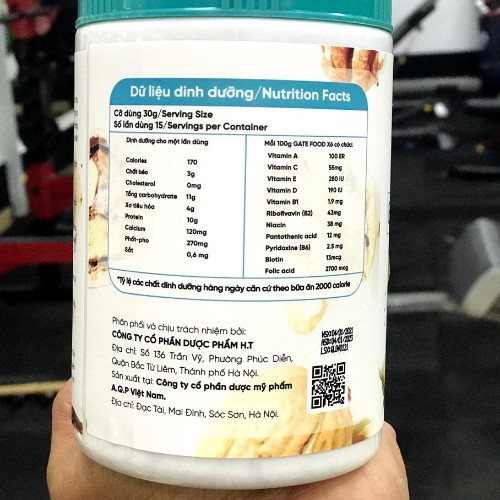 Dữ liệu dinh dưỡng/Nutrition Facts
Cỡ dùng 30g/Serving Size
Số lần dùng 15/Servings per Container
Dinh dưỡng cho một lần dùng
Calories 170
Chất béo 3g
Cholesterol 0mg
Tổng carbohydrate 11g
Xơ tiêu hóa 4g
Protein 10g
Calcium 120mg
Phốt-pho 270mg
Sắt 0,6 mg
Mỗi 100g GATE FOOD X6 có chứa:
Vitamin A 100 ER
Vitamin C 55mg
Vitamin E 280 IU
Vitamin D 190 IU
Vitamin B1 1.9 mg
Riboflavin (B2) 43mg
Niacin 38 mg
Pantothenic acid 12 mg
Pyridoxine (B6) 2.5 mg
Biotin 13mcg
Folic acid 2700 mcg
*Tỷ lệ các chất dinh dưỡng hàng ngày căn cứ theo bữa ăn 2000 calorie
Phân phối và chịu trách nhiệm bởi:
CÔNG TY CỔ PHẦN DƯỢC PHẨM H.T
Địa chỉ: Số 136 Trần Vỹ, Phường Phúc Diễn,
Quận Bắc Từ Liêm, Thành phố Hà Nội.
Sản xuất tại: Công ty cổ phần dược mỹ phẩm
A.Q.P Việt Nam.
Địa chỉ: Đạc Tài, Mai Đình, Sóc Sơn, Hà Nội.